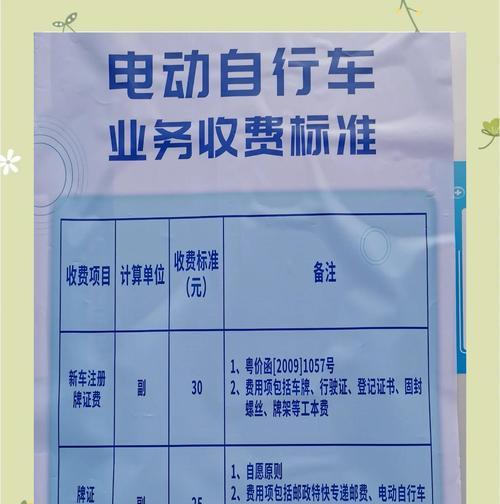 电动自行车
业务收费标准
收费项目 计算单位 收费标准（元） 备注
新车注册牌证费 副 30 1、粤价函[2009]1057号
2、费用项包括车牌、行驶证、登记证书、固封
螺丝、牌架等工本费
牌证 副 25 1、自愿原则
2、费用项包括邮政特快专递邮费、电动自行车